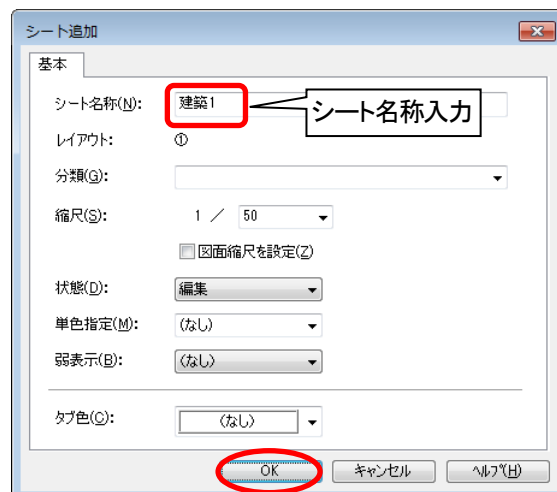 シート追加
基本
シート名称(N): 建築1
シート名称入力
レイアウト: ①
分類(G):
縮尺(S): 1 ／ 50
図面縮尺を設定(Z)
状態(D): 編集
単色指定(M): (なし)
弱表示(B): (なし)
タブ色(C): (なし)
OK キャンセル ヘルプ(H)